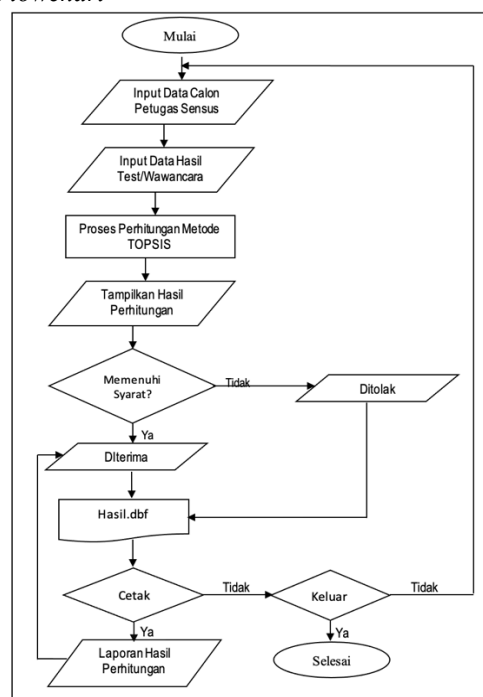 Mulai
Input Data Calon
Petugas Sensus
Input Data Hasil
Test/Wawancara
Proses Perhitungan Metode
TOPSIS
Tampilkan Hasil
Perhitungan
Memenuhi
Syarat?
Tidak
Ditolak
Ya
DIterima
Hasil.dbf
Cetak
Tidak
Keluar
Tidak
Ya
Ya
Laporan Hasil
Perhitungan
Selesai